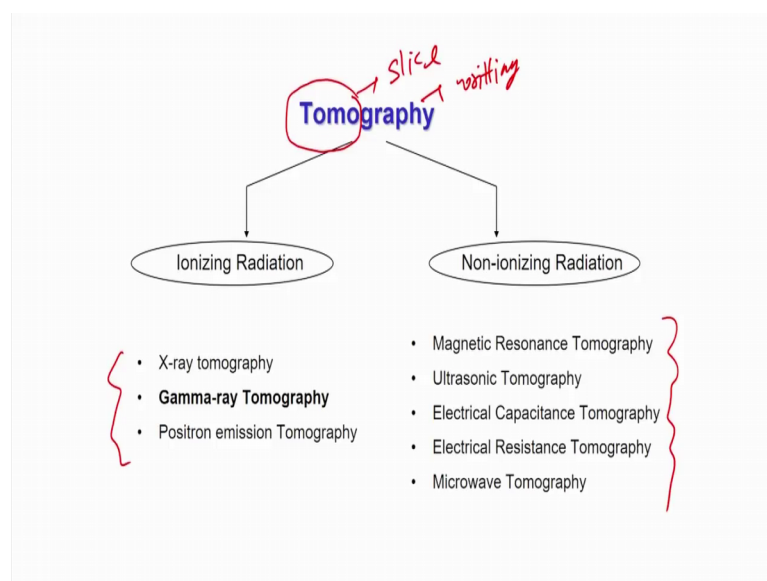 slice
writting
Tomography
Ionizing Radiation
Non-ionizing Radiation
• X-ray tomography
• Gamma-ray Tomography
• Positron emission Tomography
• Magnetic Resonance Tomography
• Ultrasonic Tomography
• Electrical Capacitance Tomography
• Electrical Resistance Tomography
• Microwave Tomography